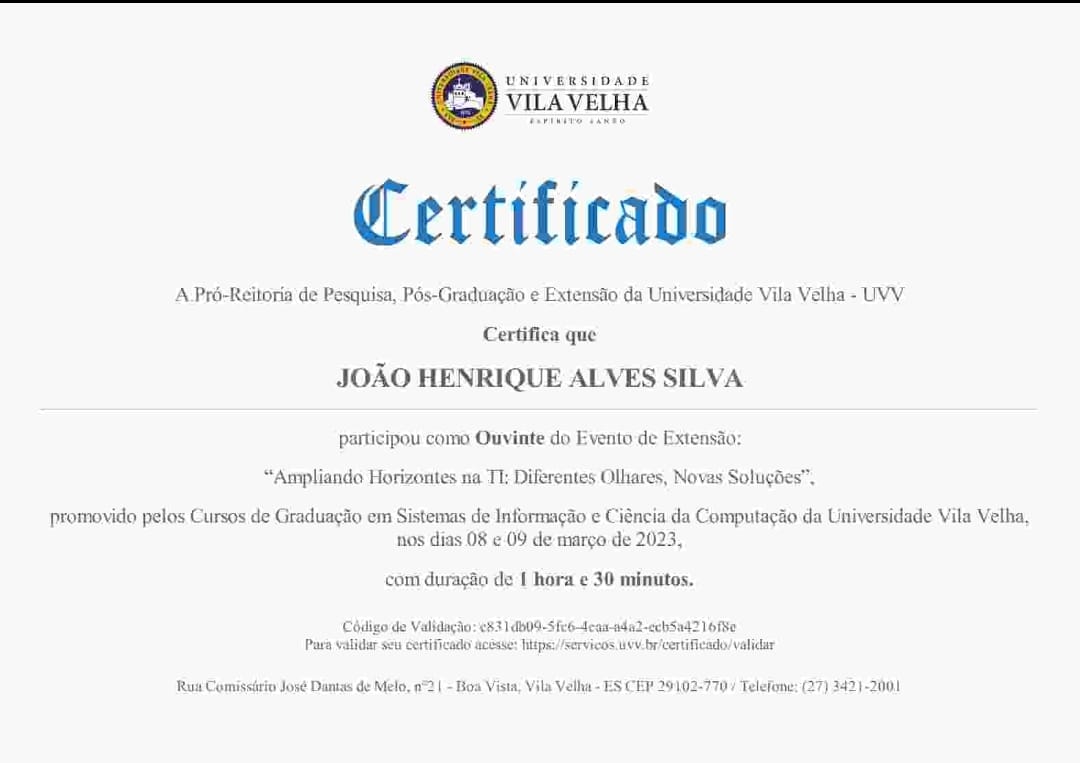 UNIVERSIDADE
VILA VELHA
ESPÍRITO SANTO
Certificado
A Pró-Reitoria de Pesquisa, Pós-Graduação e Extensão da Universidade Vila Velha - UVV
Certifica que
JOÃO HENRIQUE ALVES SILVA
participou como Ouvinte do Evento de Extensão:
“Ampliando Horizontes na TI: Diferentes Olhares, Novas Soluções”,
promovido pelos Cursos de Graduação em Sistemas de Informação e Ciência da Computação da Universidade Vila Velha,
nos dias 08 e 09 de março de 2023,
com duração de 1 hora e 30 minutos.
Código de Validação: e831db09-5fc6-4eaa-a4a2-ecb5a4216f8e
Para validar seu certificado acesse: https://servicos.uvv.br/certificado/validar
Rua Comissário José Dantas de Melo, nº21 - Boa Vista, Vila Velha - ES CEP 29102-770 / Telefone: (27) 3421-2001